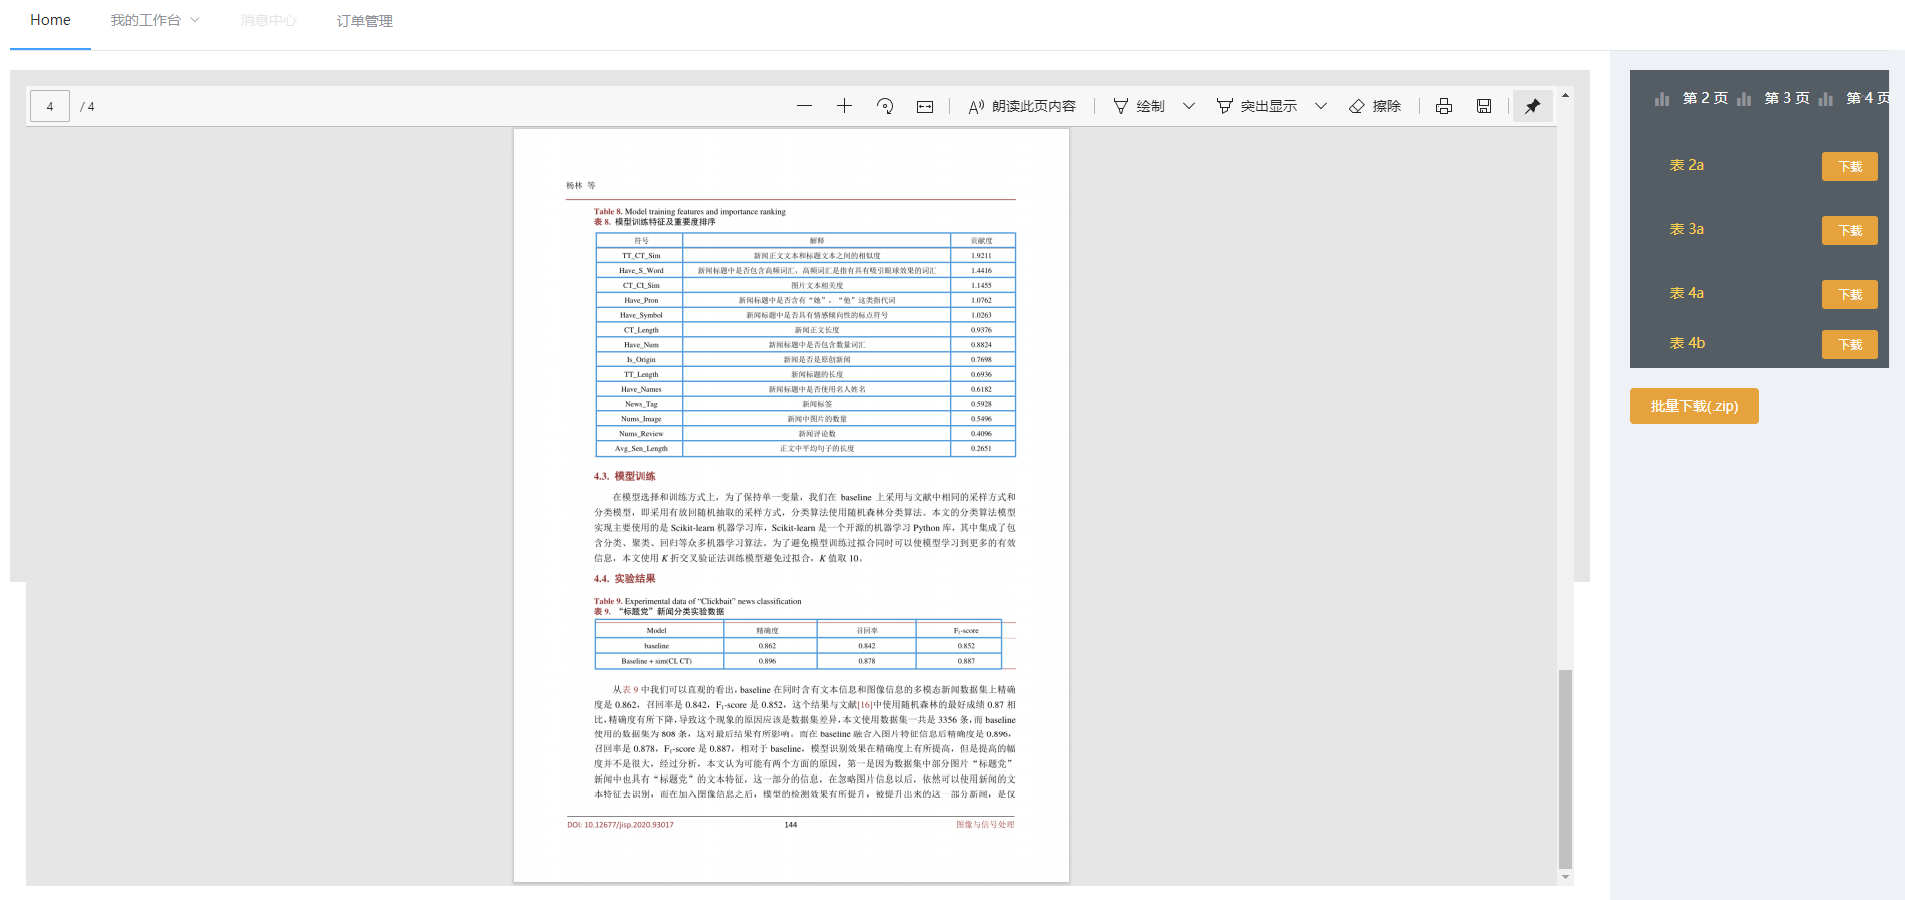 Home 我的工作台 消息中心 订单管理
4 / 4 朗读此页内容 绘制 突出显示 擦除
杨林 等
Table 8. Model training features and importance ranking
表 8. 模型训练特征及重要度排序
符号 解释 贡献度
TT_CT_Sim 新闻正文文本和标题文本之间的相似度 1.9211
Have_S_Word 新闻标题中是否包含高频词汇，高频词汇是指有具有吸引眼球效果的词汇 1.4416
CT_CI_Sim 图片文本相关度 1.1455
Have_Pron 新闻标题中是否含有“她”，“他”这类指代词 1.0762
Have_Symbol 新闻标题中是否具有情感倾向性的标点符号 1.0263
CT_Length 新闻正文长度 0.9376
Have_Num 新闻标题中是否包含数量词汇 0.8824
Is_Origin 新闻是否是原创新闻 0.7698
TT_Length 新闻标题的长度 0.6936
Have_Names 新闻标题中是否使用名人姓名 0.6182
News_Tag 新闻标签 0.5928
Nums_Image 新闻中图片的数量 0.5496
Nums_Review 新闻评论数 0.4096
Avg_Sen_Length 正文中平均句子的长度 0.2651
4.3. 模型训练
在模型选择和训练方式上，为了保持单一变量，我们在 baseline 上采用与文献中相同的采样方式和
分类模型，即采用有放回随机抽取的采样方式，分类算法使用随机森林分类算法。本文的分类算法模型
实现主要使用的是 Scikit-learn 机器学习库，Scikit-learn 是一个开源的机器学习 Python 库，其中集成了包
含分类、聚类、回归等众多机器学习算法。为了避免模型训练过拟合同时可以使模型学习到更多的有效
信息，本文使用 K 折交叉验证法训练模型避免过拟合，K 值取 10。
4.4. 实验结果
Table 9. Experimental data of “Clickbait” news classification
表 9. “标题党”新闻分类实验数据
Model 精确度 召回率 F₁-score
baseline 0.862 0.842 0.852
Baseline + sim(CI, CT) 0.896 0.878 0.887
从表 9 中我们可以直观的看出，baseline 在同时含有文本信息和图像信息的多模态新闻数据集上精确
度是 0.862，召回率是 0.842，F₁-score 是 0.852，这个结果与文献[16]中使用随机森林的最好成绩 0.87 相
比，精确度有所下降，导致这个现象的原因应该是数据集差异，本文使用数据集一共是 3356 条，而 baseline
使用的数据集为 808 条，这对最后结果有所影响。而在 baseline 融合入图片特征信息后精确度是 0.896，
召回率是 0.878，F₁-score 是 0.887，相对于 baseline，模型识别效果在精确度上有所提高，但是提高的幅
度并不是很大，经过分析，本文认为可能有两个方面的原因，第一是因为数据集中部分图片“标题党”
新闻中也具有“标题党”的文本特征，这一部分的信息，在忽略图片信息以后，依然可以使用新闻的文
本特征去识别，而在加入图像信息之后，模型的检测效果有所提升，被提升出来的这一部分新闻，是仅
DOI: 10.12677/jisp.2020.93017 144 图像与信号处理
第 2 页 第 3 页 第 4 页
表 2a 下载
表 3a 下载
表 4a 下载
表 4b 下载
批量下载(.zip)